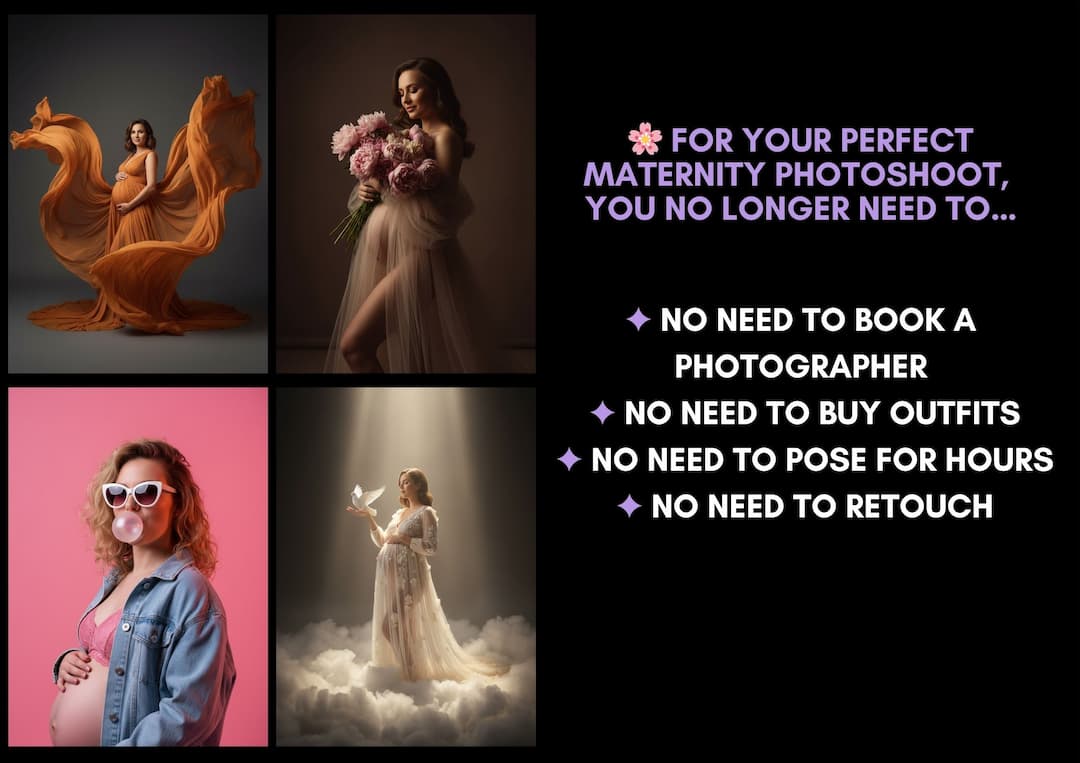 🌸 FOR YOUR PERFECT
MATERNITY PHOTOSHOOT,
YOU NO LONGER NEED TO...
✦ NO NEED TO BOOK A
PHOTOGRAPHER
✦ NO NEED TO BUY OUTFITS
✦ NO NEED TO POSE FOR HOURS
✦ NO NEED TO RETOUCH